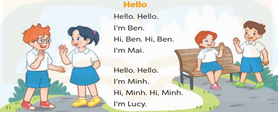 Hello
Hello. Hello.
I'm Ben.
Hi, Ben. Hi, Ben.
I'm Mai.
Hello. Hello.
I'm Minh.
Hi, Minh. Hi, Minh.
I'm Lucy.